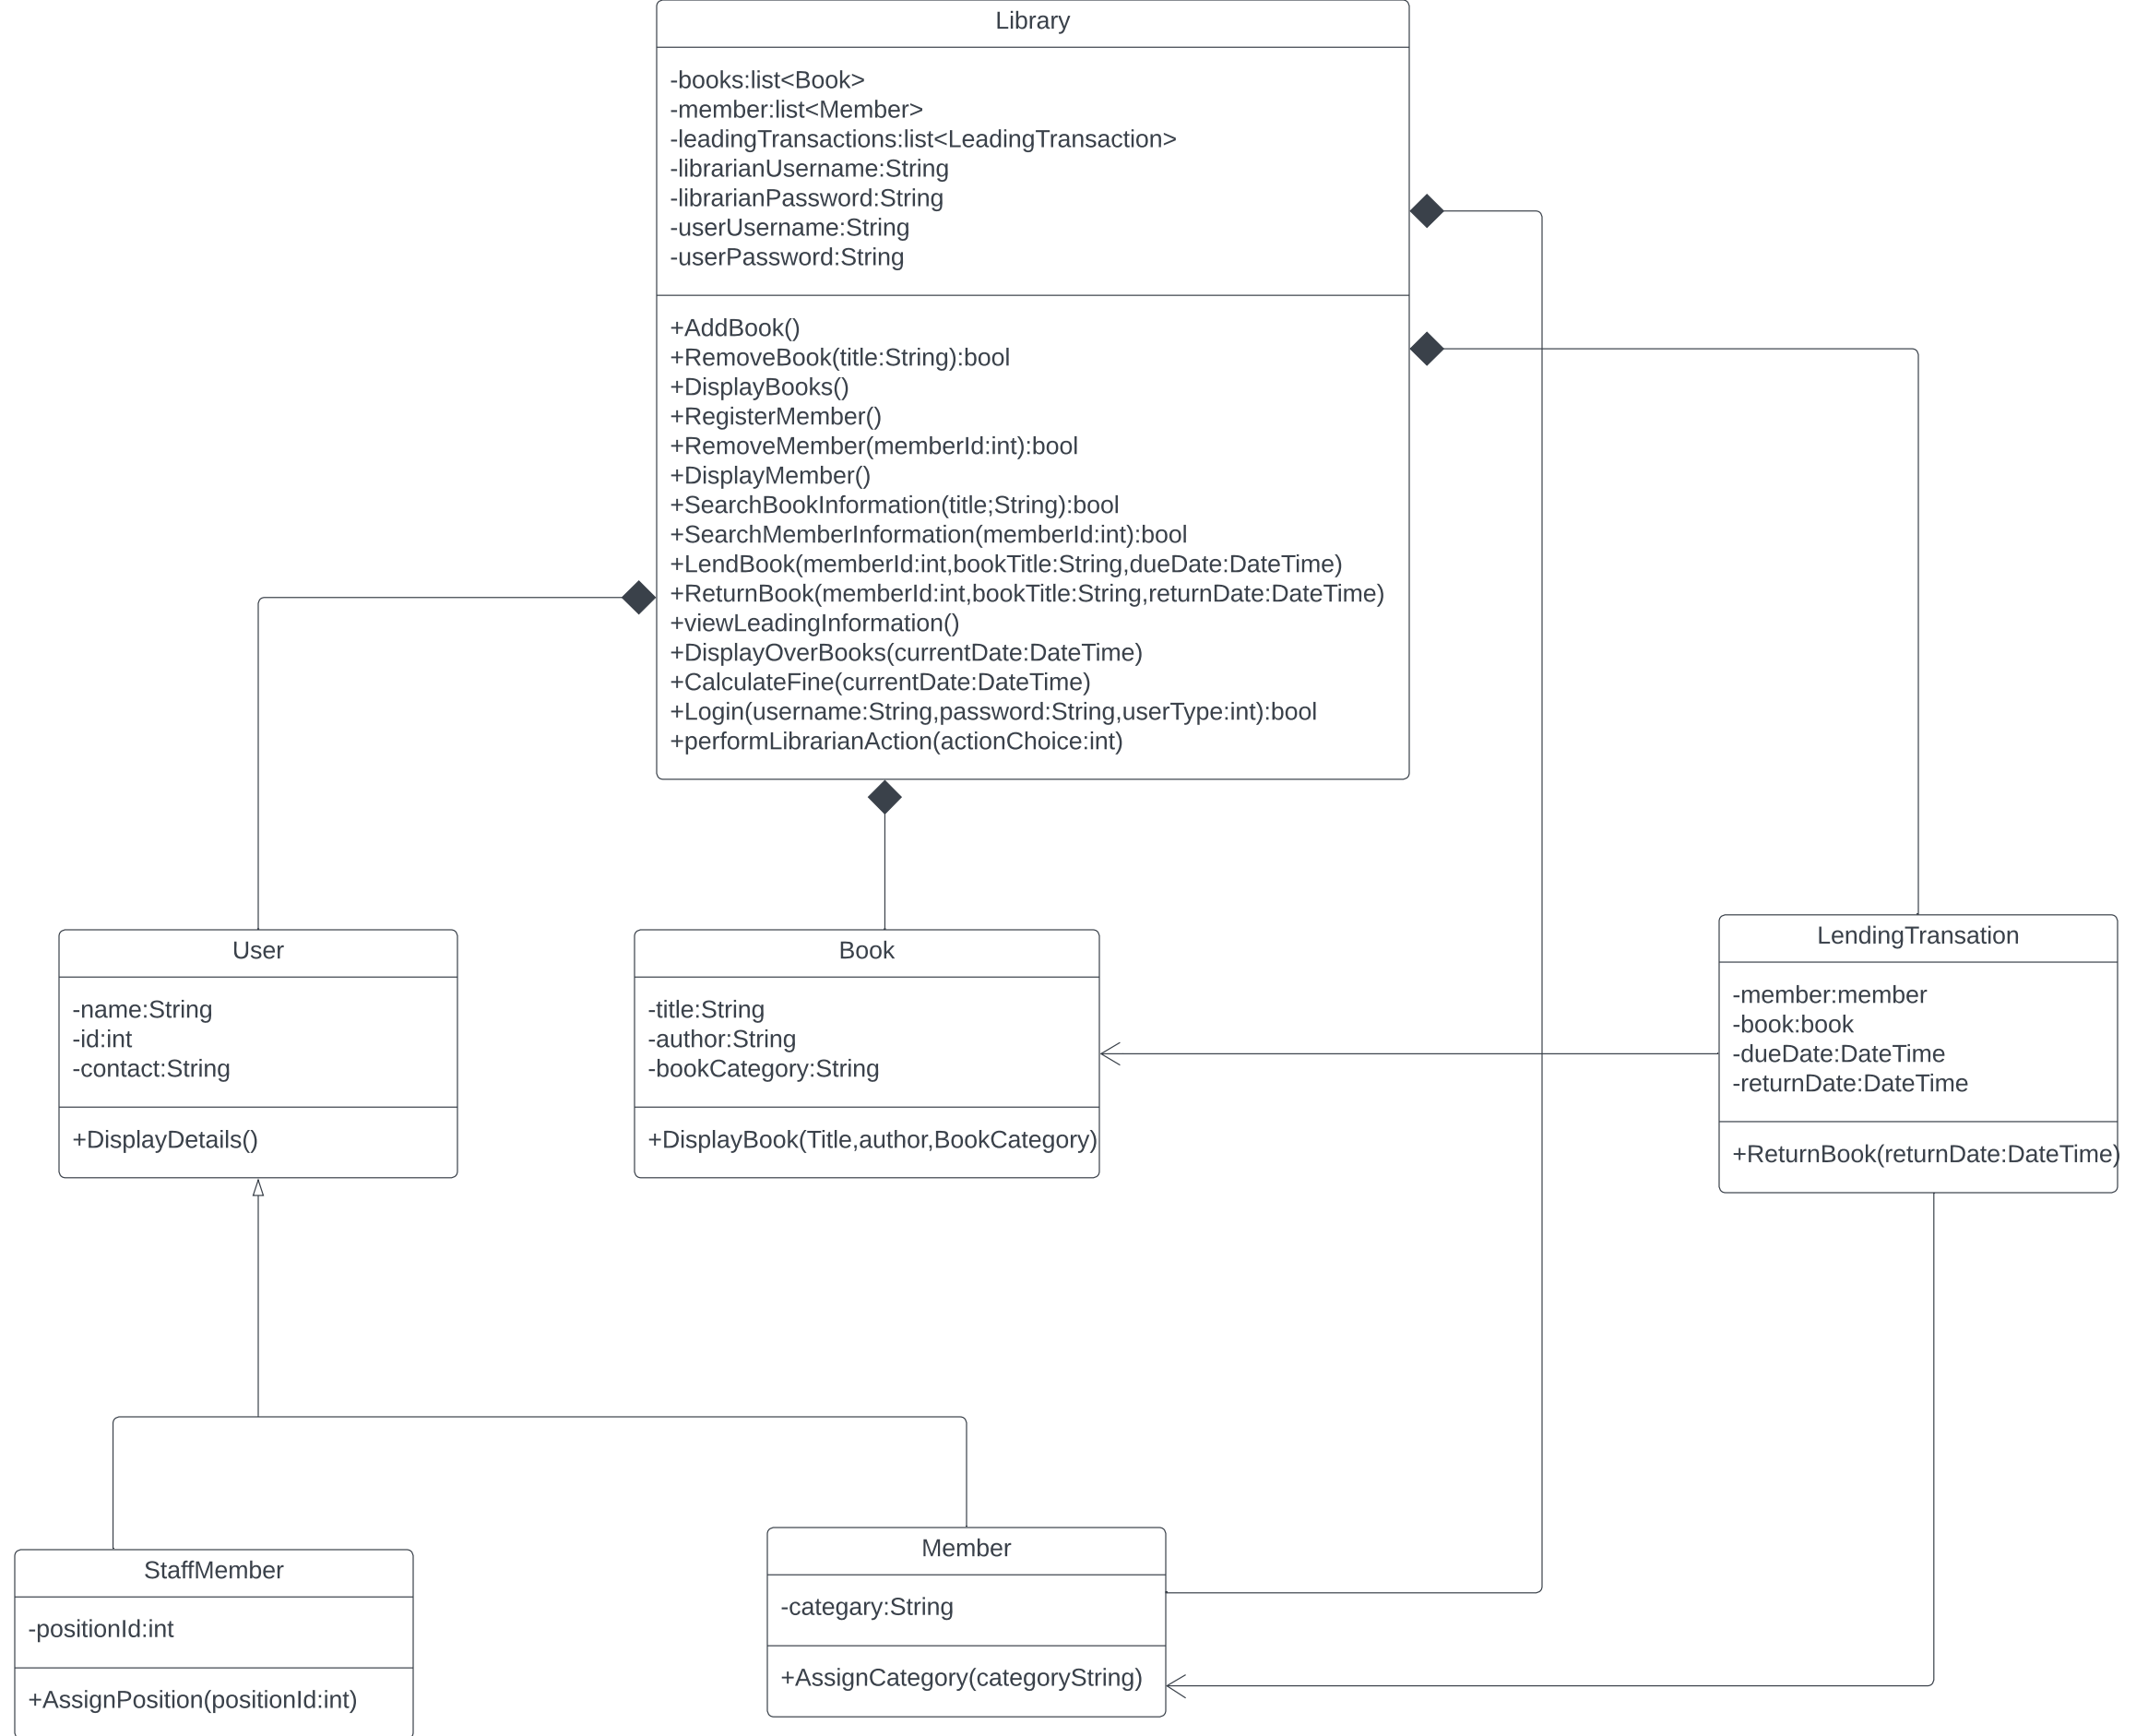 Library
-books:list<Book>
-member:list<Member>
-leadingTransactions:list<LeadingTransaction>
-librarianUsername:String
-librarianPassword:String
-userUsername:String
-userPassword:String
+AddBook()
+RemoveBook(title:String):bool
+DisplayBooks()
+RegisterMember()
+RemoveMember(memberId:int):bool
+DisplayMember()
+SearchBookInformation(title;String):bool
+SearchMemberInformation(memberId:int):bool
+LendBook(memberId:int,bookTitle:String,dueDate:DateTime)
+ReturnBook(memberId:int,bookTitle:String,returnDate:DateTime)
+viewLeadingInformation()
+DisplayOverBooks(currentDate:DateTime)
+CalculateFine(currentDate:DateTime)
+Login(username:String,password:String,userType:int):bool
+performLibrarianAction(actionChoice:int)
User
-name:String
-id:int
-contact:String
+DisplayDetails()
Book
-title:String
-author:String
-bookCategory:String
+DisplayBook(Title,author,BookCategory)
LendingTransation
-member:member
-book:book
-dueDate:DateTime
-returnDate:DateTime
+ReturnBook(returnDate:DateTime)
StaffMember
-positionId:int
+AssignPosition(positionId:int)
Member
-categary:String
+AssignCategory(categoryString)